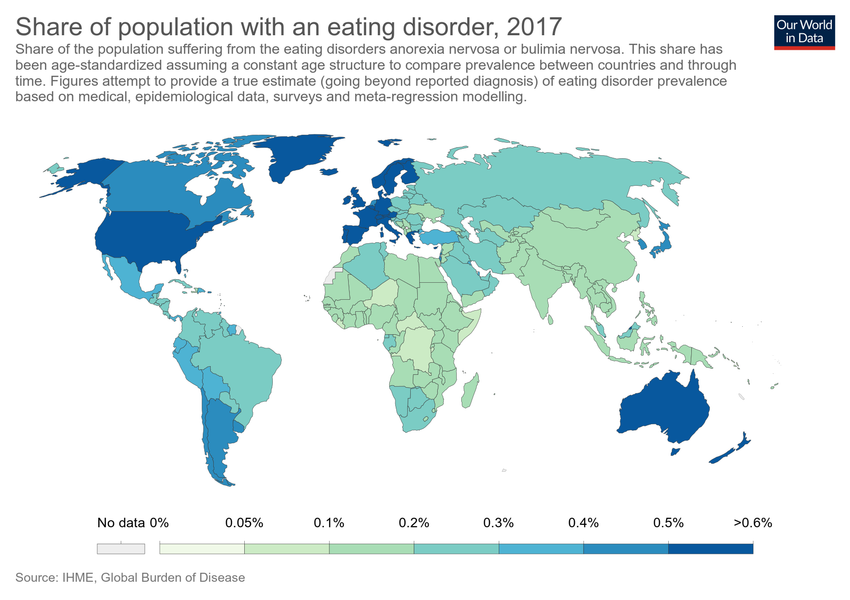 Share of population with an eating disorder, 2017
Our World
in Data
Share of the population suffering from the eating disorders anorexia nervosa or bulimia nervosa. This share has
been age-standardized assuming a constant age structure to compare prevalence between countries and through
time. Figures attempt to provide a true estimate (going beyond reported diagnosis) of eating disorder prevalence
based on medical, epidemiological data, surveys and meta-regression modelling.
No data 0% 0.05% 0.1% 0.2% 0.3% 0.4% 0.5% >0.6%
Source: IHME, Global Burden of Disease